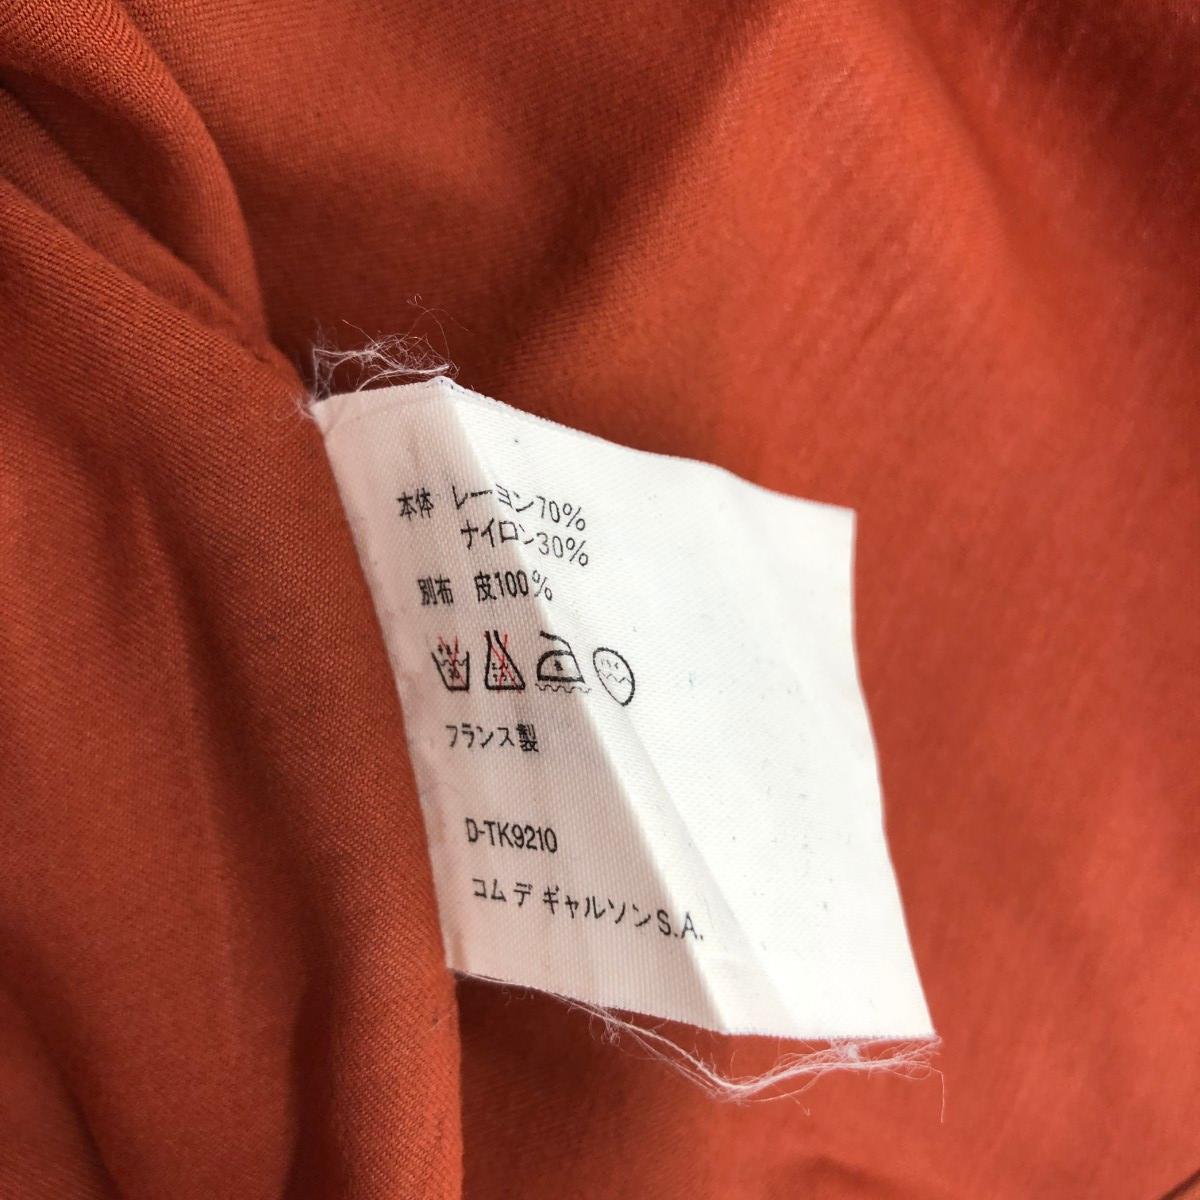 本体 レーヨン70%
ナイロン30%
別布 皮100%
フランス製
D-TK9210
コム デ ギャルソンS.A.